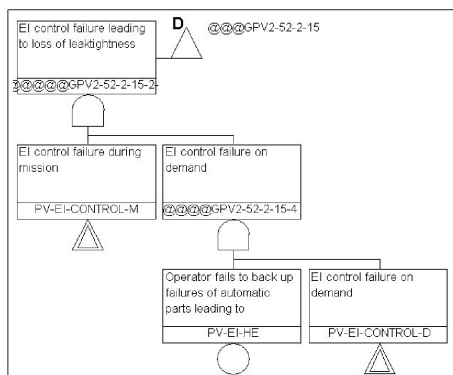 EI control failure leading
to loss of leaktightness
@@@@@GPV2-52-2-15-2-
D
@@@GPV2-52-2-15
EI control failure during
mission
PV-EI-CONTROL-M
EI control failure on
demand
@@@@GPV2-52-2-15-4
Operator fails to back up
failures of automatic
parts leading to
PV-EI-HE
EI control failure on
demand
PV-EI-CONTROL-D